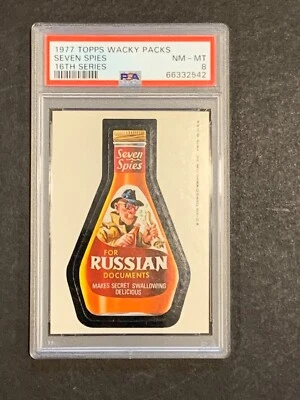 1977 TOPPS WACKY PACKS
SEVEN SPIES
16TH SERIES
NM - MT
8
PSA
66332542
Seven
Spies
FOR
RUSSIAN
DOCUMENTS
MAKES SECRET SWALLOWING
DELICIOUS